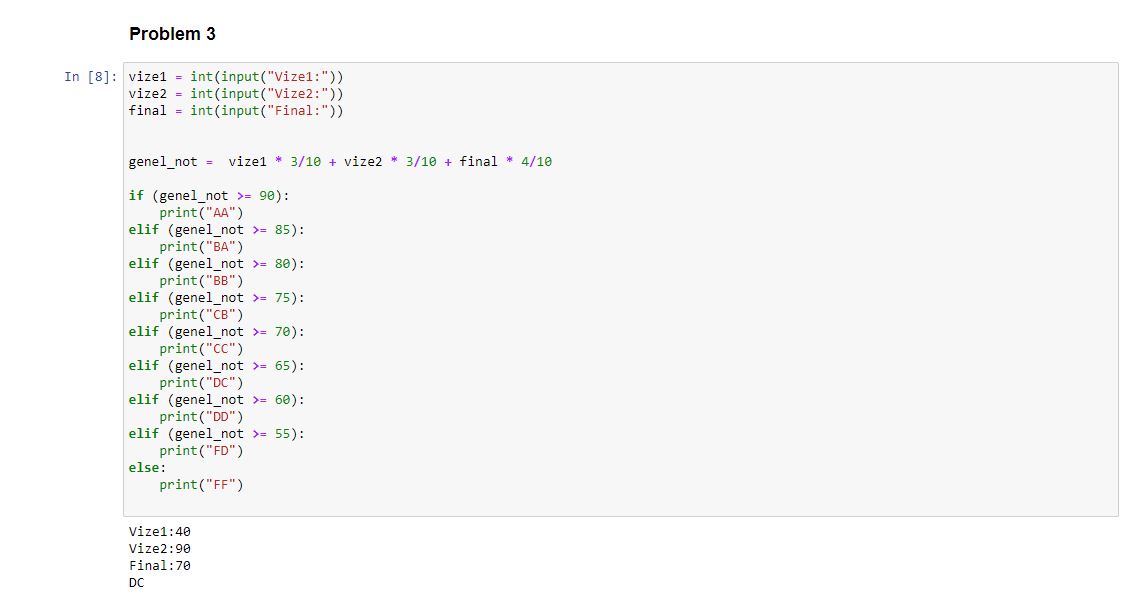 Problem 3
In [8]:
vize1 = int(input("Vize1:"))
vize2 = int(input("Vize2:"))
final = int(input("Final:"))
genel_not =  vize1 * 3/10 + vize2 * 3/10 + final * 4/10
if (genel_not >= 90):
    print("AA")
elif (genel_not >= 85):
    print("BA")
elif (genel_not >= 80):
    print("BB")
elif (genel_not >= 75):
    print("CB")
elif (genel_not >= 70):
    print("CC")
elif (genel_not >= 65):
    print("DC")
elif (genel_not >= 60):
    print("DD")
elif (genel_not >= 55):
    print("FD")
else:
    print("FF")
Vize1:40
Vize2:90
Final:70
DC